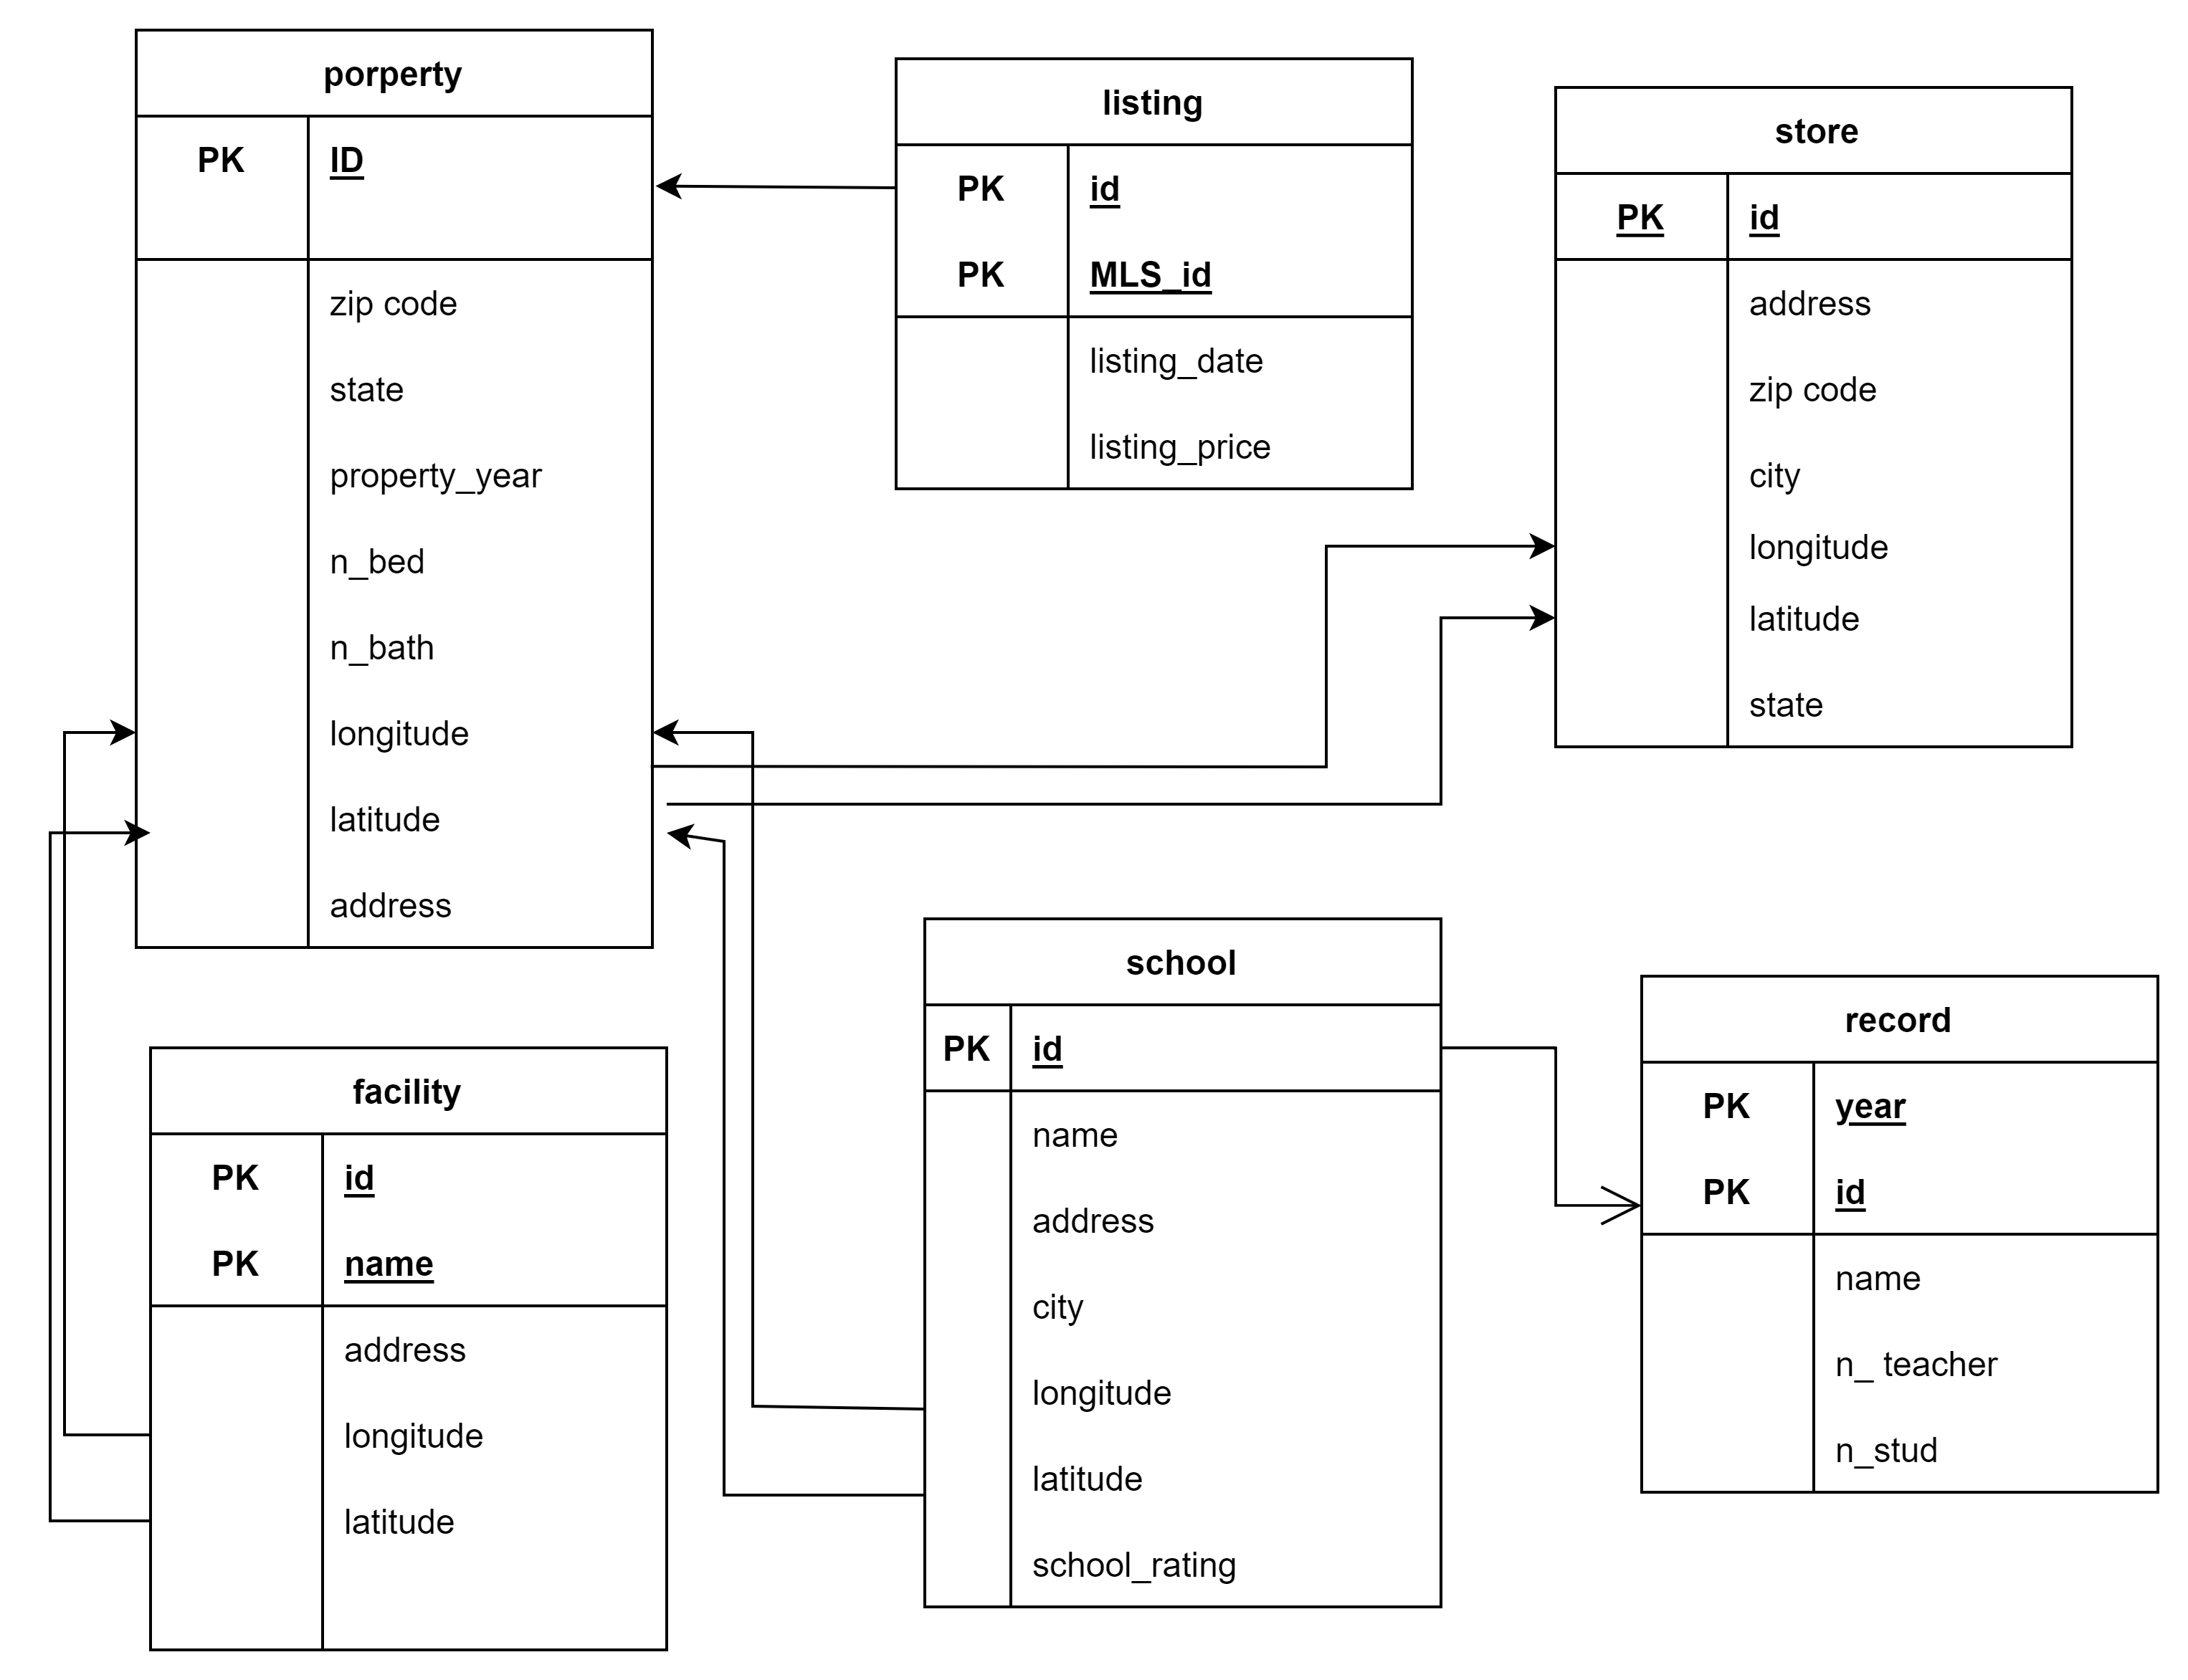 porperty
PK ID
zip code
state
property_year
n_bed
n_bath
longitude
latitude
address
listing
PK id
PK MLS_id
listing_date
listing_price
store
PK id
address
zip code
city
longitude
latitude
state
facility
PK id
PK name
address
longitude
latitude
school
PK id
name
address
city
longitude
latitude
school_rating
record
PK year
PK id
name
n_ teacher
n_stud